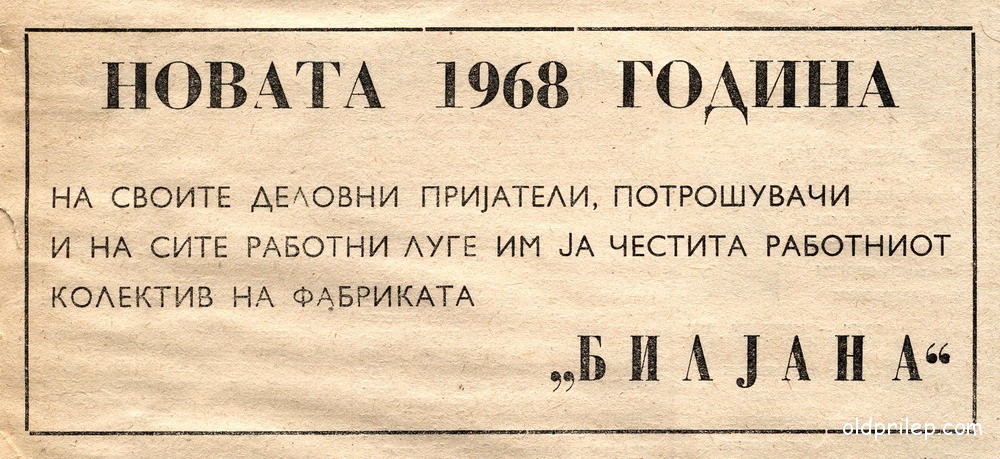 НОВАТА 1968 ГОДИНА
НА СВОИТЕ ДЕЛОВНИ ПРИЈАТЕЛИ, ПОТРОШУВАЧИ
И НА СИТЕ РАБОТНИ ЛУГЕ ИМ ЈА ЧЕСТИТА РАБОТНИОТ
КОЛЕКТИВ НА ФАБРИКАТА
„БИЛЈАНА“
oldprilep.com